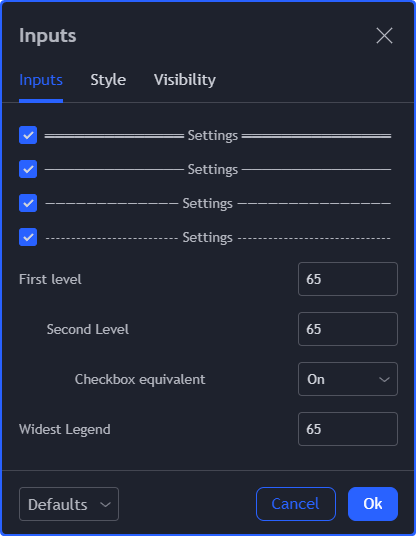 Inputs
Inputs Style Visibility
════════════════ Settings ═════════════════
──────────────── Settings ─────────────────
───────────── Settings ───────────────
----------------------- Settings --------------------------
First level 65
Second Level 65
Checkbox equivalent On
Widest Legend 65
Defaults Cancel Ok